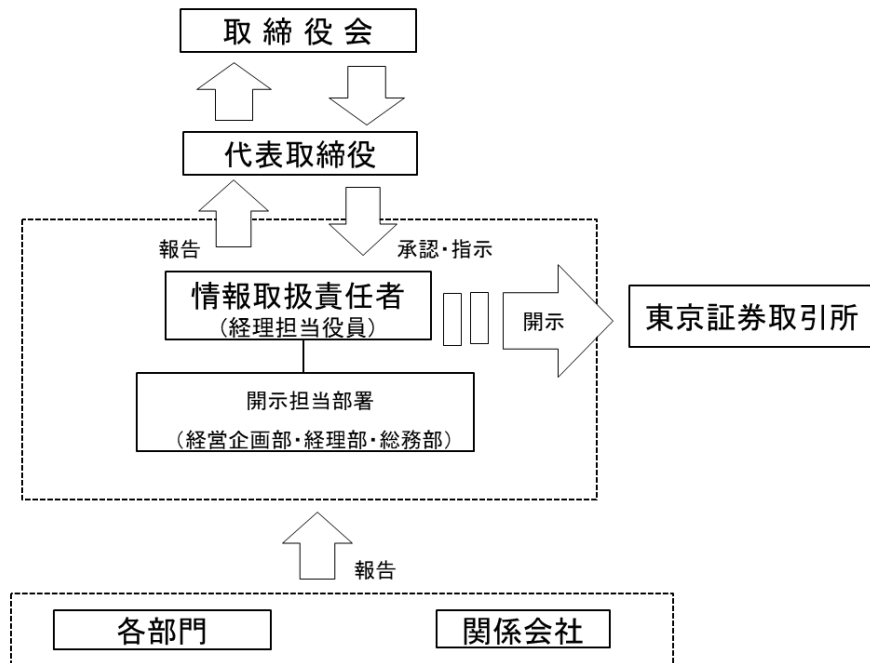 取締役会
代表取締役
報告
承認・指示
情報取扱責任者
(経理担当役員)
開示
東京証券取引所
開示担当部署
(経営企画部・経理部・総務部)
報告
各部門
関係会社